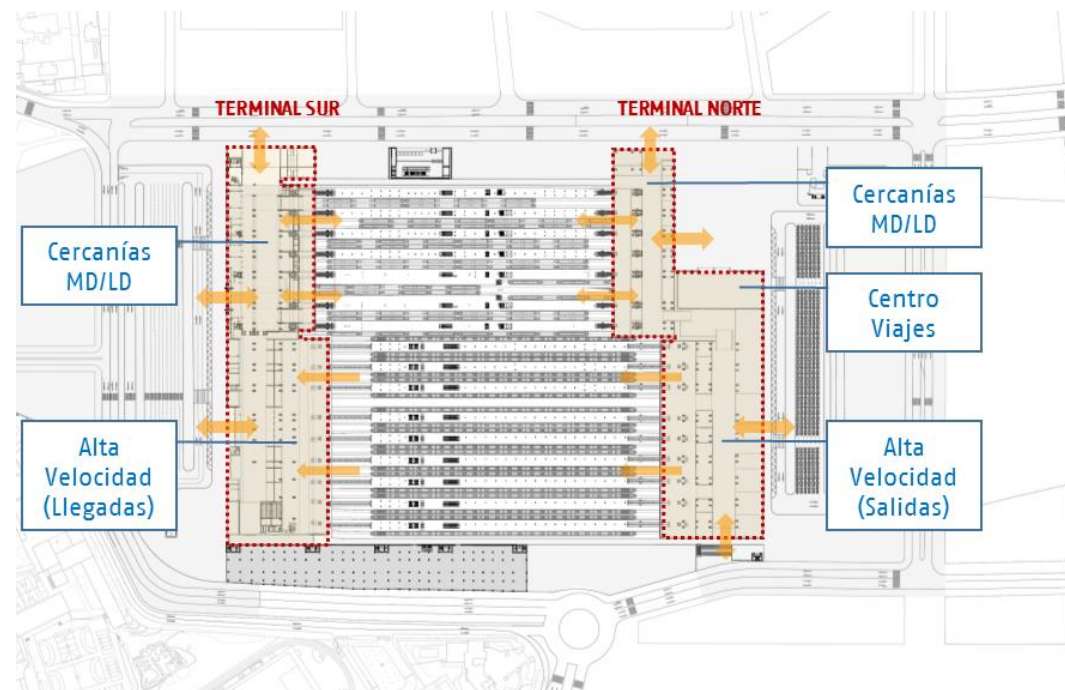 TERMINAL SUR
TERMINAL NORTE
Cercanías
MD/LD
Cercanías
MD/LD
Centro
Viajes
Alta
Velocidad
(Llegadas)
Alta
Velocidad
(Salidas)